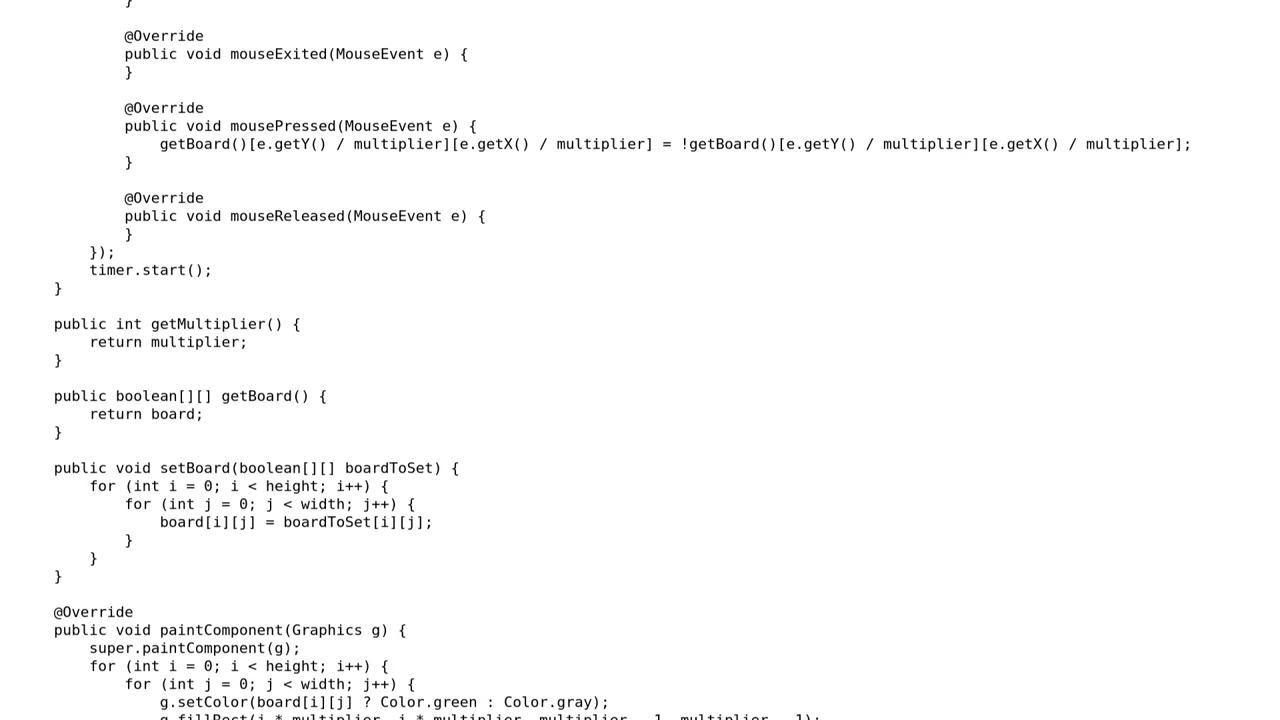 }
@Override
public void mouseExited(MouseEvent e) {
}
@Override
public void mousePressed(MouseEvent e) {
getBoard()[e.getY() / multiplier][e.getX() / multiplier] = !getBoard()[e.getY() / multiplier][e.getX() / multiplier];
}
@Override
public void mouseReleased(MouseEvent e) {
}
});
timer.start();
}
public int getMultiplier() {
return multiplier;
}
public boolean[][] getBoard() {
return board;
}
public void setBoard(boolean[][] boardToSet) {
for (int i = 0; i < height; i++) {
for (int j = 0; j < width; j++) {
board[i][j] = boardToSet[i][j];
}
}
}
@Override
public void paintComponent(Graphics g) {
super.paintComponent(g);
for (int i = 0; i < height; i++) {
for (int j = 0; j < width; j++) {
g.setColor(board[i][j] ? Color.green : Color.gray);